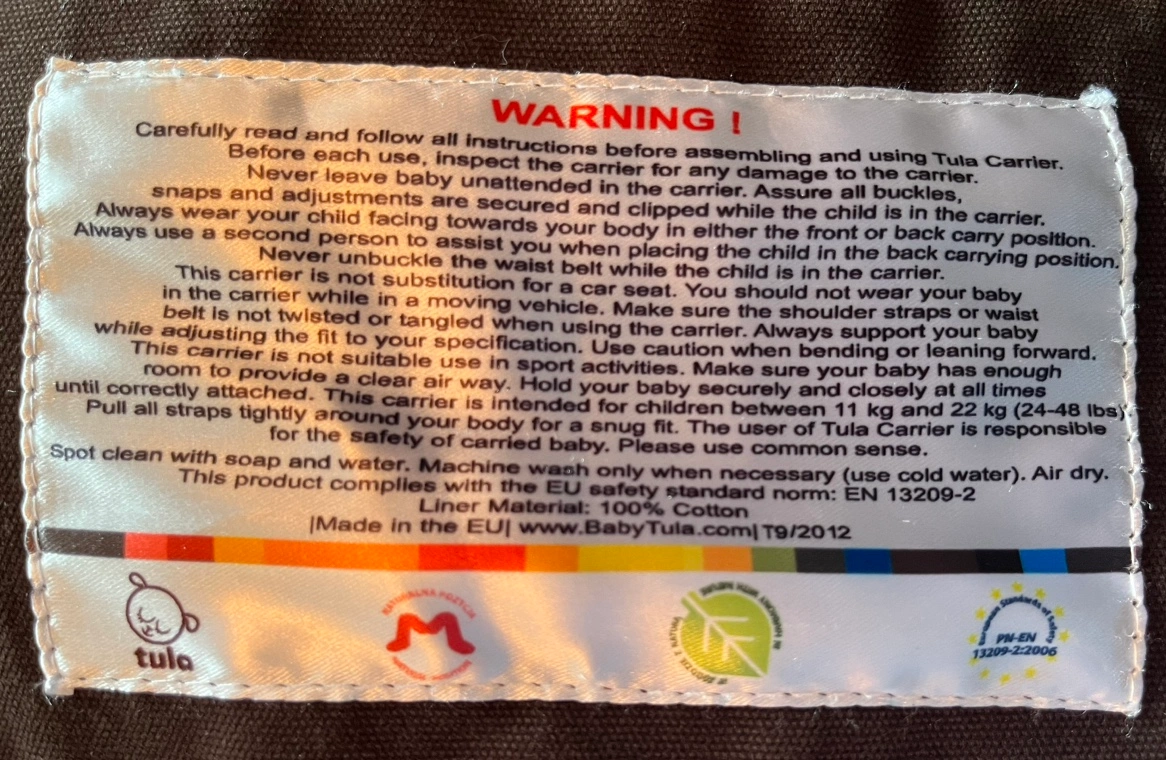 WARNING !
Carefully read and follow all instructions before assembling and using Tula Carrier.
Before each use, inspect the carrier for any damage to the carrier.
Never leave baby unattended in the carrier. Assure all buckles,
snaps and adjustments are secured and clipped while the child is in the carrier.
Always wear your child facing towards your body in either the front or back carry position.
Always use a second person to assist you when placing the child in the back carrying position.
Never unbuckle the waist belt while the child is in the carrier.
This carrier is not substitution for a car seat. You should not wear your baby
in the carrier while in a moving vehicle. Make sure the shoulder straps or waist
belt is not twisted or tangled when using the carrier. Always support your baby
while adjusting the fit to your specification. Use caution when bending or leaning forward.
This carrier is not suitable use in sport activities. Make sure your baby has enough
room to provide a clear air way. Hold your baby securely and closely at all times
until correctly attached. This carrier is intended for children between 11 kg and 22 kg (24-48 lbs)
Pull all straps tightly around your body for a snug fit. The user of Tula Carrier is responsible
for the safety of carried baby. Please use common sense.
Spot clean with soap and water. Machine wash only when necessary (use cold water). Air dry.
This product complies with the EU safety standard norm: EN 13209-2
Liner Material: 100% Cotton
|Made in the EU| www.BabyTula.com| T9/2012
tula
NATURALNA POZYCJA
W ZGODZIE Z NATURĄ
IN HARMONY WITH NATURE
European Standards of Safety
PN-EN
13209-2:2006